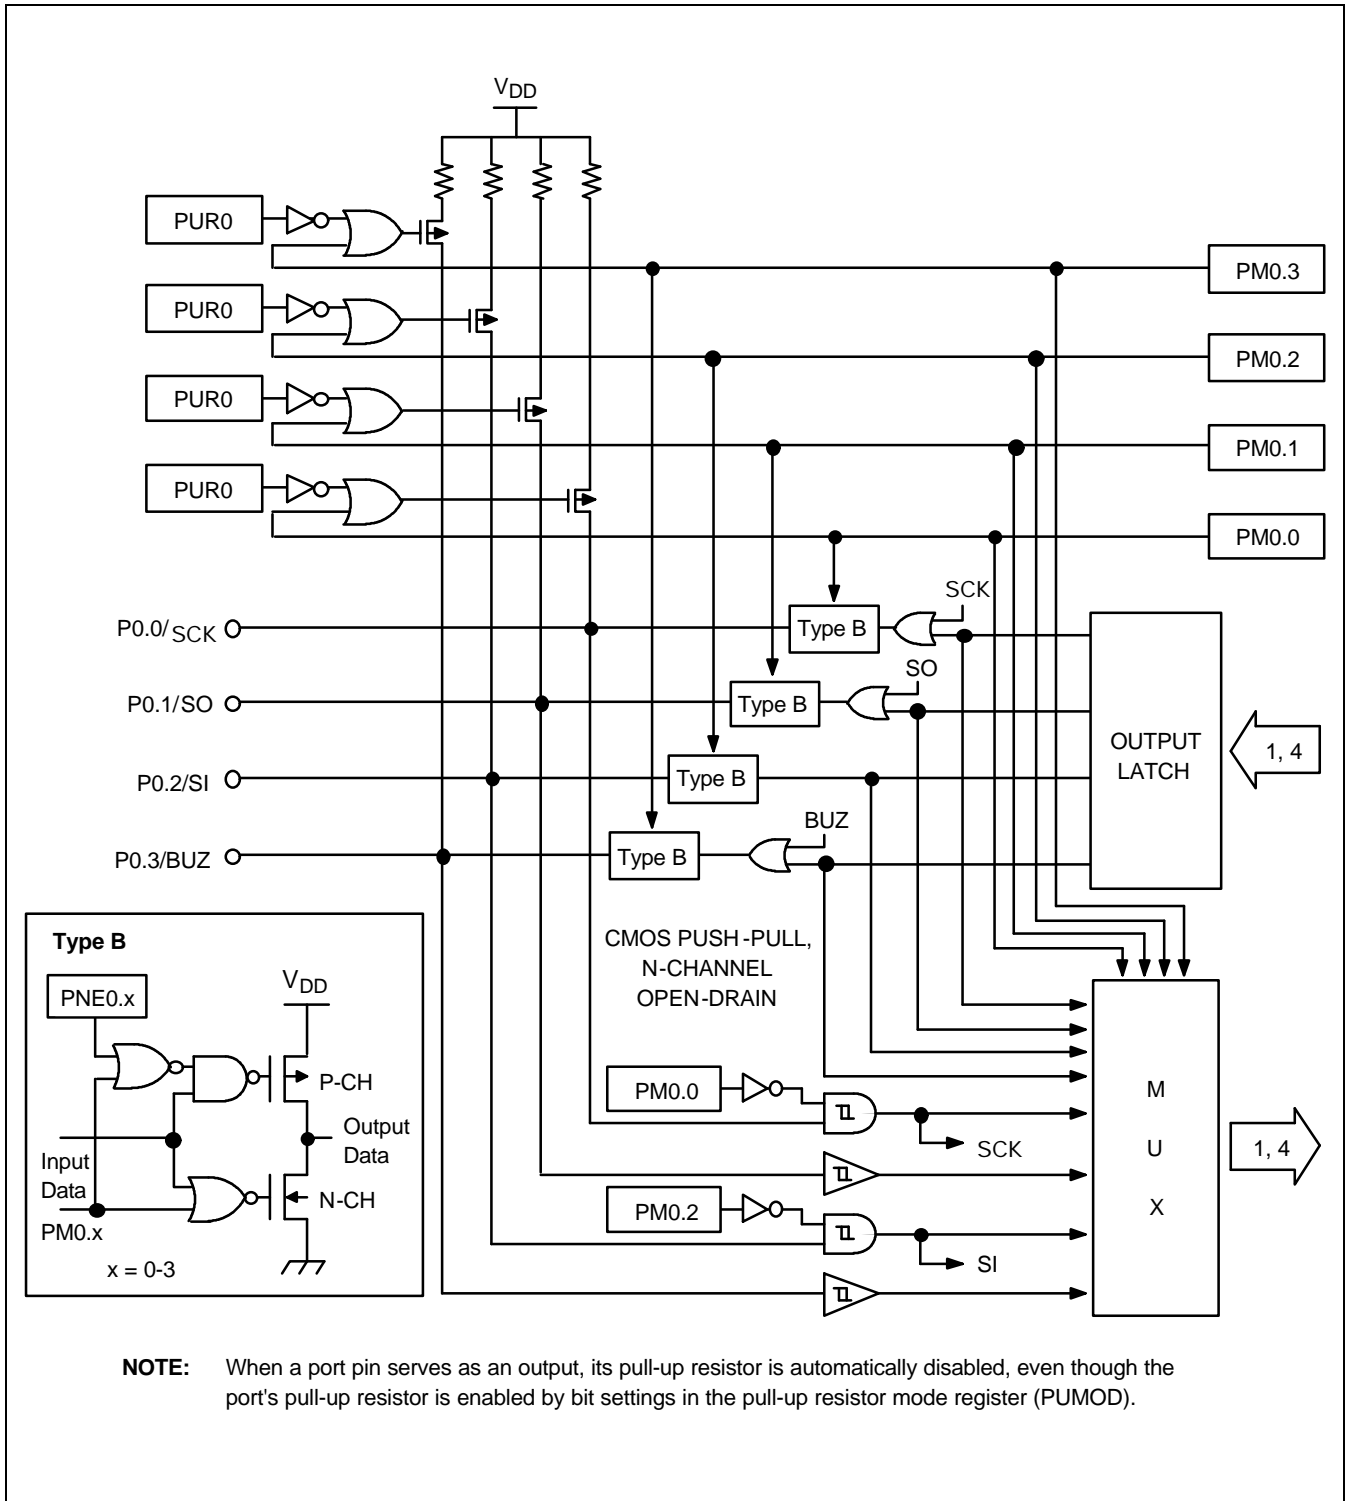 VDD
PUR0
PM0.3
PUR0
PM0.2
PUR0
PM0.1
PUR0
PM0.0
SCK
P0.0/SCK
Type B
SO
P0.1/SO
Type B
OUTPUT
LATCH
1, 4
P0.2/SI
Type B
BUZ
P0.3/BUZ
Type B
Type B
CMOS PUSH-PULL,
N-CHANNEL
OPEN-DRAIN
VDD
PNE0.x
P-CH
Output
Data
Input
Data
N-CH
PM0.x
x = 0-3
PM0.0
SCK
PM0.2
SI
M
U
X
1, 4
NOTE: When a port pin serves as an output, its pull-up resistor is automatically disabled, even though the
port's pull-up resistor is enabled by bit settings in the pull-up resistor mode register (PUMOD).